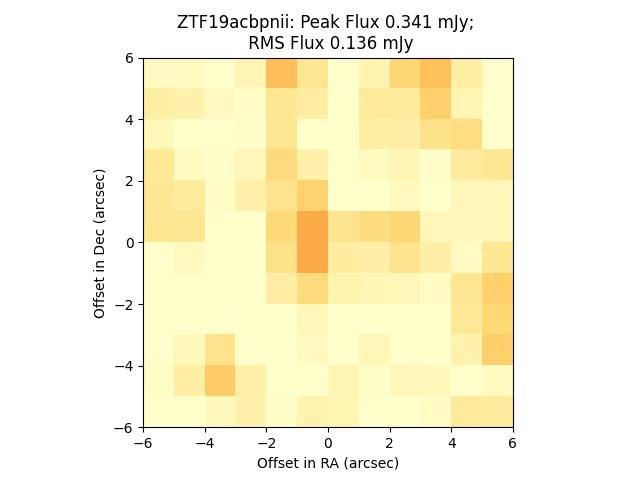 ZTF19acbpnii: Peak Flux 0.341 mJy;
RMS Flux 0.136 mJy
6
4
2
0
−2
−4
−6
Offset in Dec (arcsec)
−6 −4 −2 0 2 4 6
Offset in RA (arcsec)